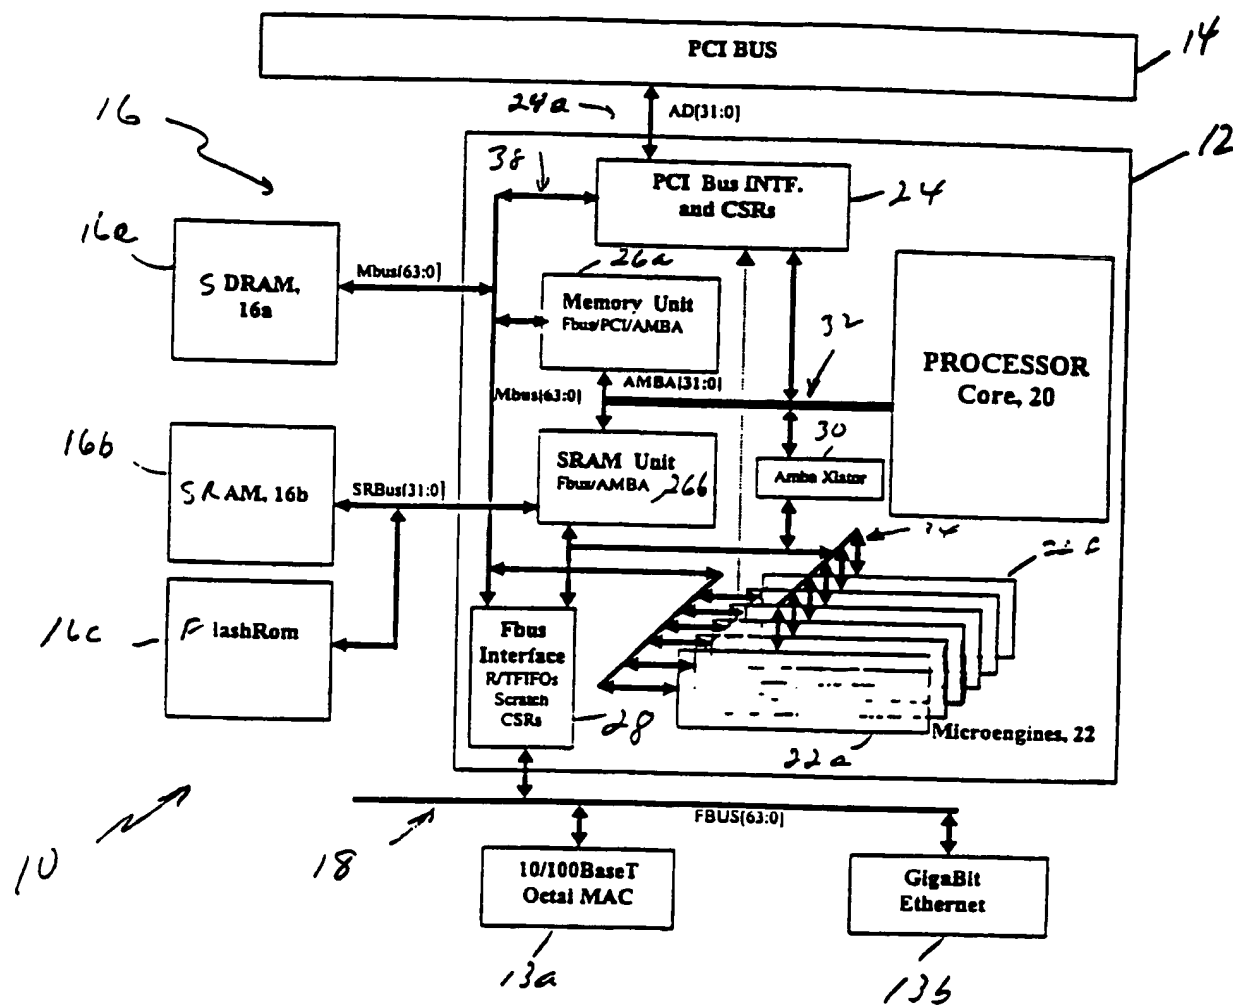 PCI BUS
14
24a
AD[31:0]
16
12
38
PCI Bus INTF.
and CSRs
24
16a
S DRAM,
16a
Mbus[63:0]
26a
Memory Unit
Fbus/PCI/AMBA
32
PROCESSOR
Core, 20
AMBA[31:0]
Mbus[63:0]
30
16b
SRAM, 16b
SRBus[31:0]
SRAM Unit
Fbus/AMBA
26b
Amba Xlator
34
22f
16c
FlashRom
Fbus
Interface
R/TFIFOs
Scratch
CSRs
28
Microengines, 22
22a
FBUS[63:0]
10
18
10/100BaseT
Octal MAC
GigaBit
Ethernet
13a
13b